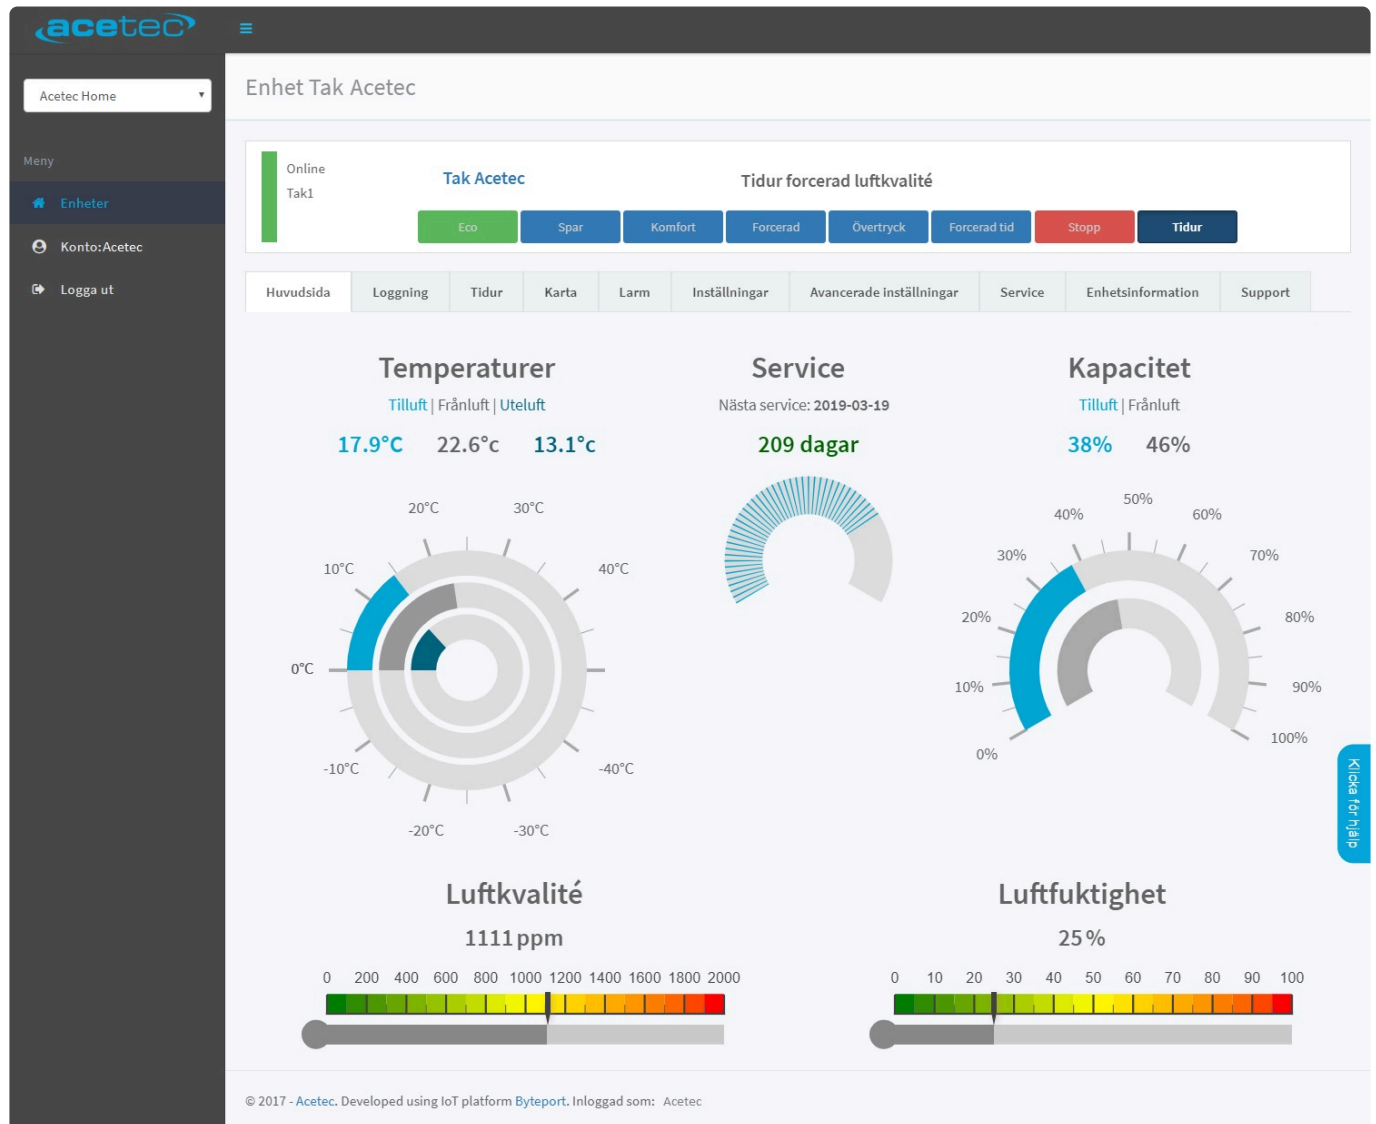 acetec
Enhet Tak Acetec
Acetec Home
Meny
Enheter
Konto:Acetec
Logga ut
Online
Tak1
Tak Acetec
Tidur forcerad luftkvalité
Eco Spar Komfort Forcerad Övertryck Forcerad tid Stopp Tidur
Huvudsida Loggning Tidur Karta Larm Inställningar Avancerade inställningar Service Enhetsinformation Support
Temperaturer
Tilluft | Frånluft | Uteluft
17.9°C 22.6°c 13.1°c
20°C 30°C
10°C 40°C
0°C
-10°C -40°C
-20°C -30°C
Service
Nästa service: 2019-03-19
209 dagar
Kapacitet
Tilluft | Frånluft
38% 46%
50%
40% 60%
30% 70%
20% 80%
10% 90%
0% 100%
Klicka för hjälp
Luftkvalité
1111 ppm
0 200 400 600 800 1000 1200 1400 1600 1800 2000
Luftfuktighet
25 %
0 10 20 30 40 50 60 70 80 90 100
© 2017 - Acetec. Developed using IoT platform Byteport. Inloggad som: Acetec